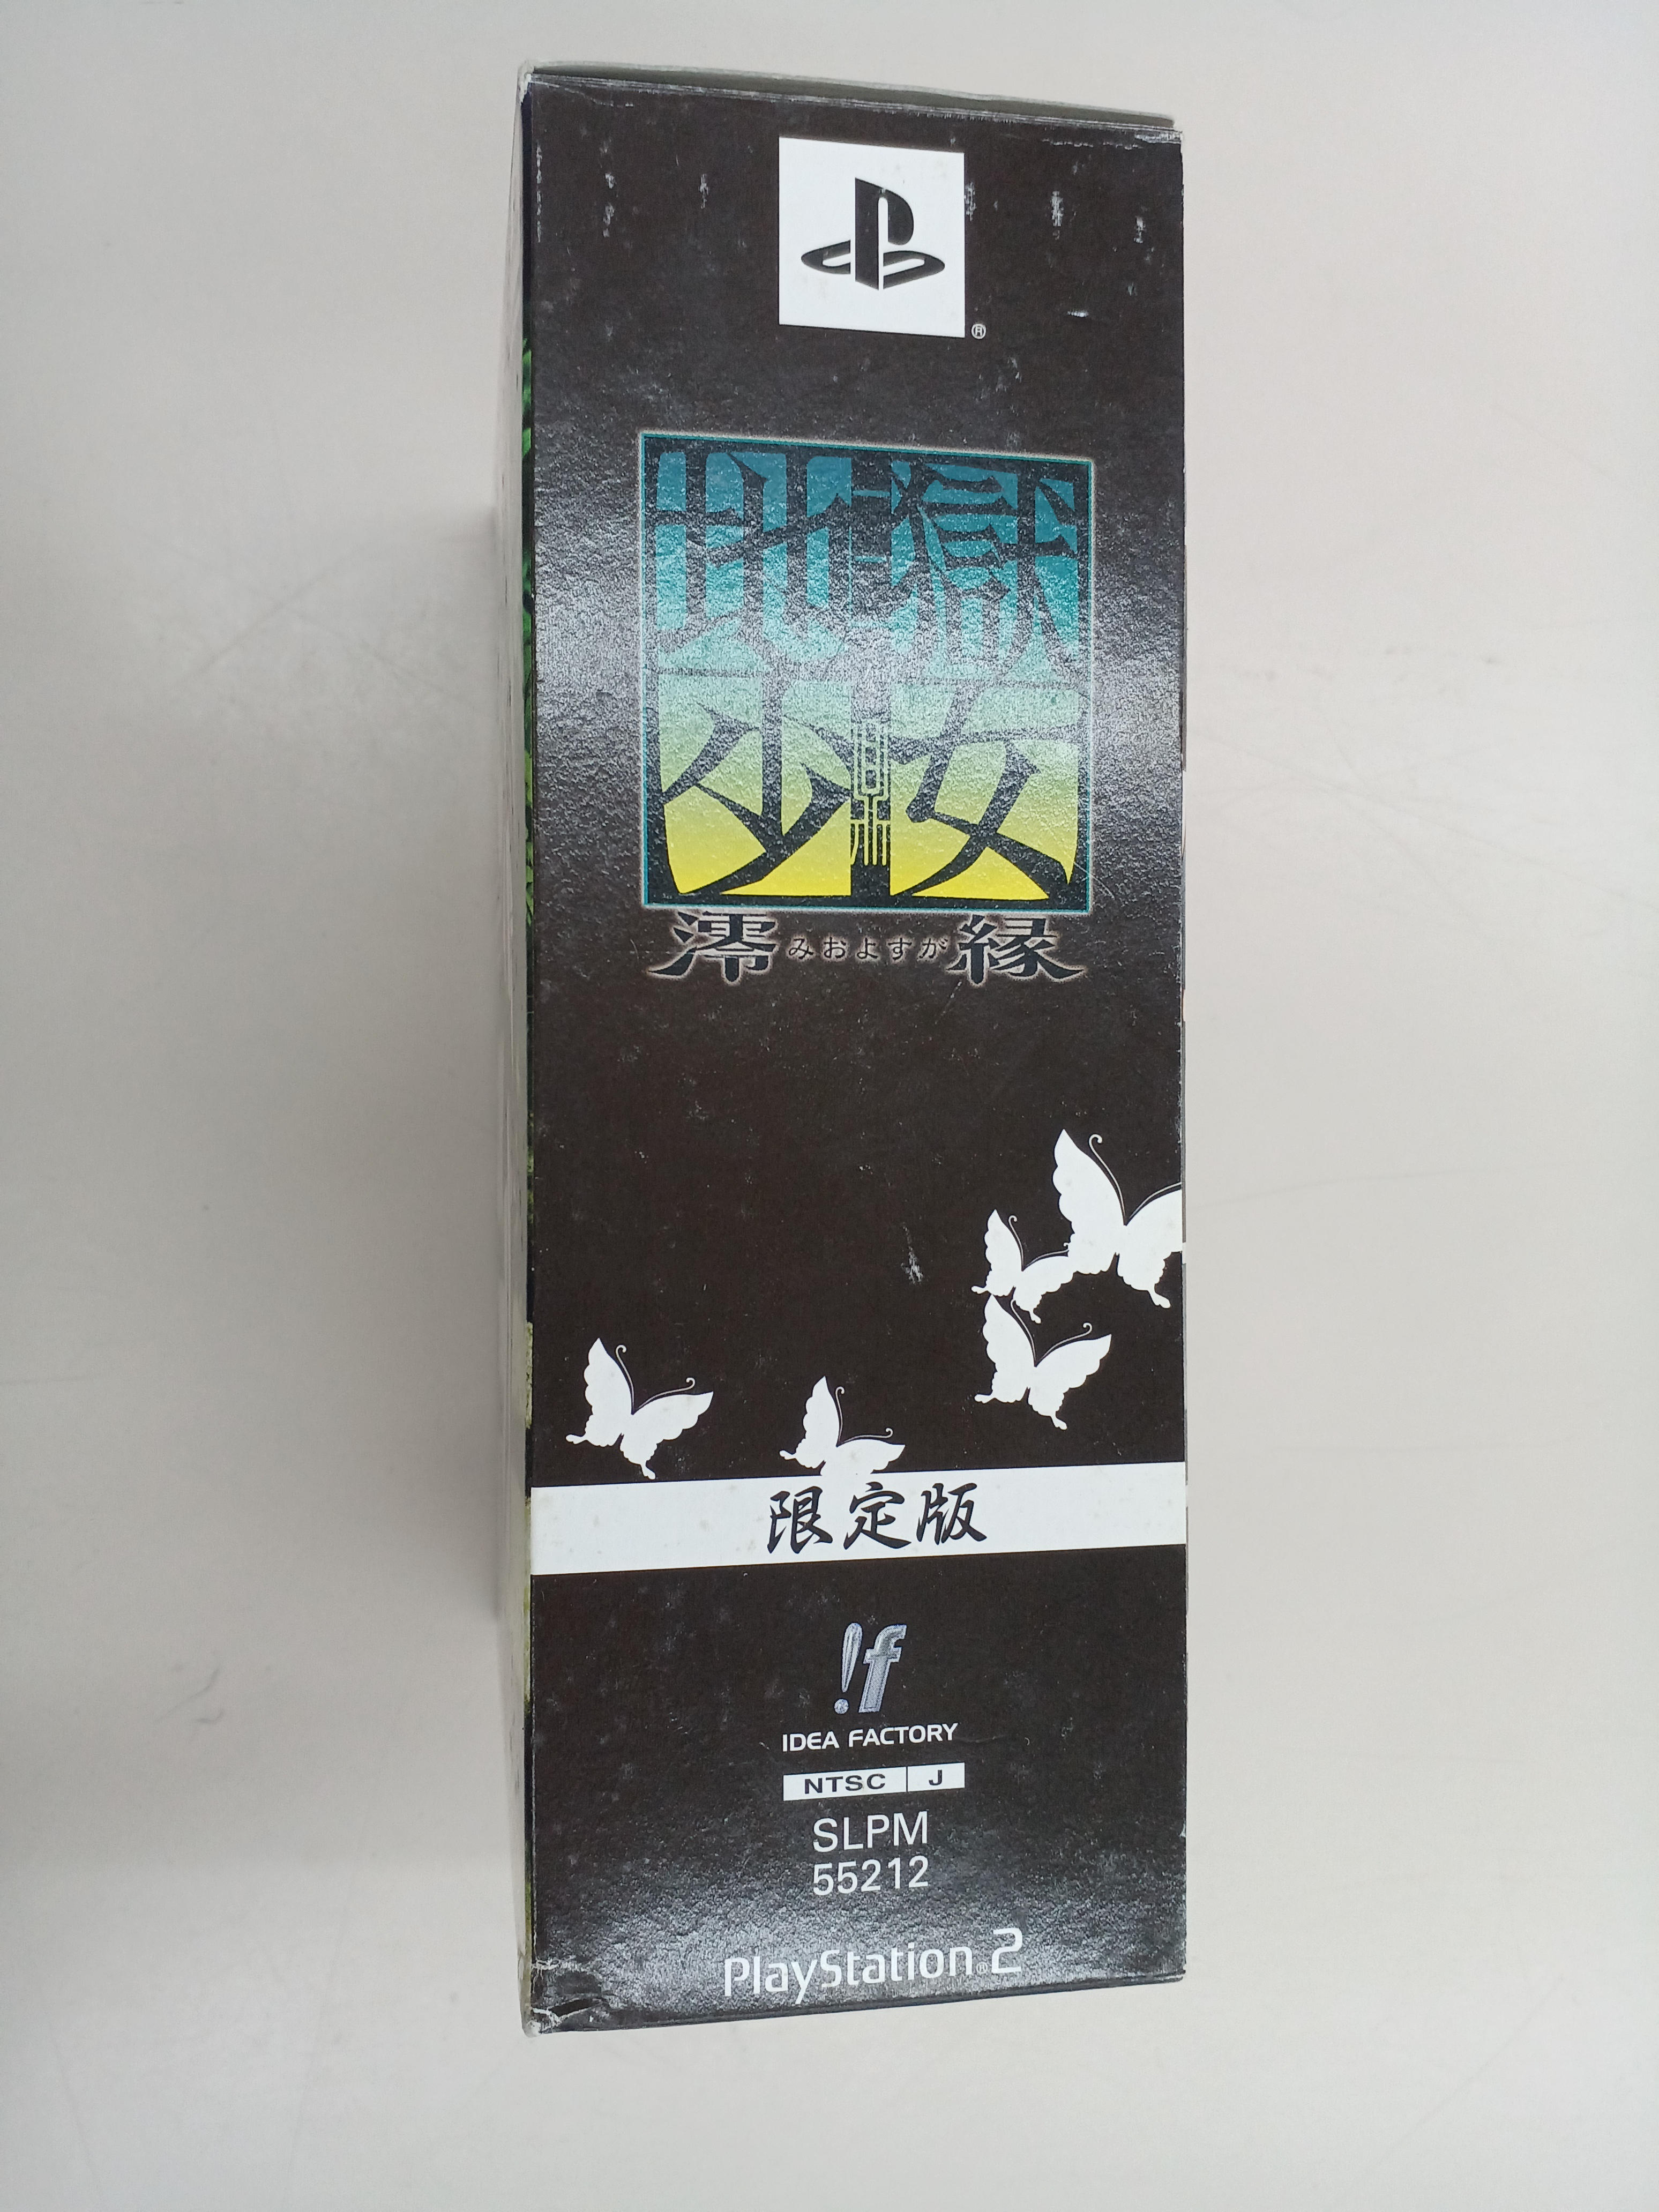 ®
地獄
少女
澪みおよすが縁
限定版
!f
IDEA FACTORY
NTSC J
SLPM
55212
PlayStation®2